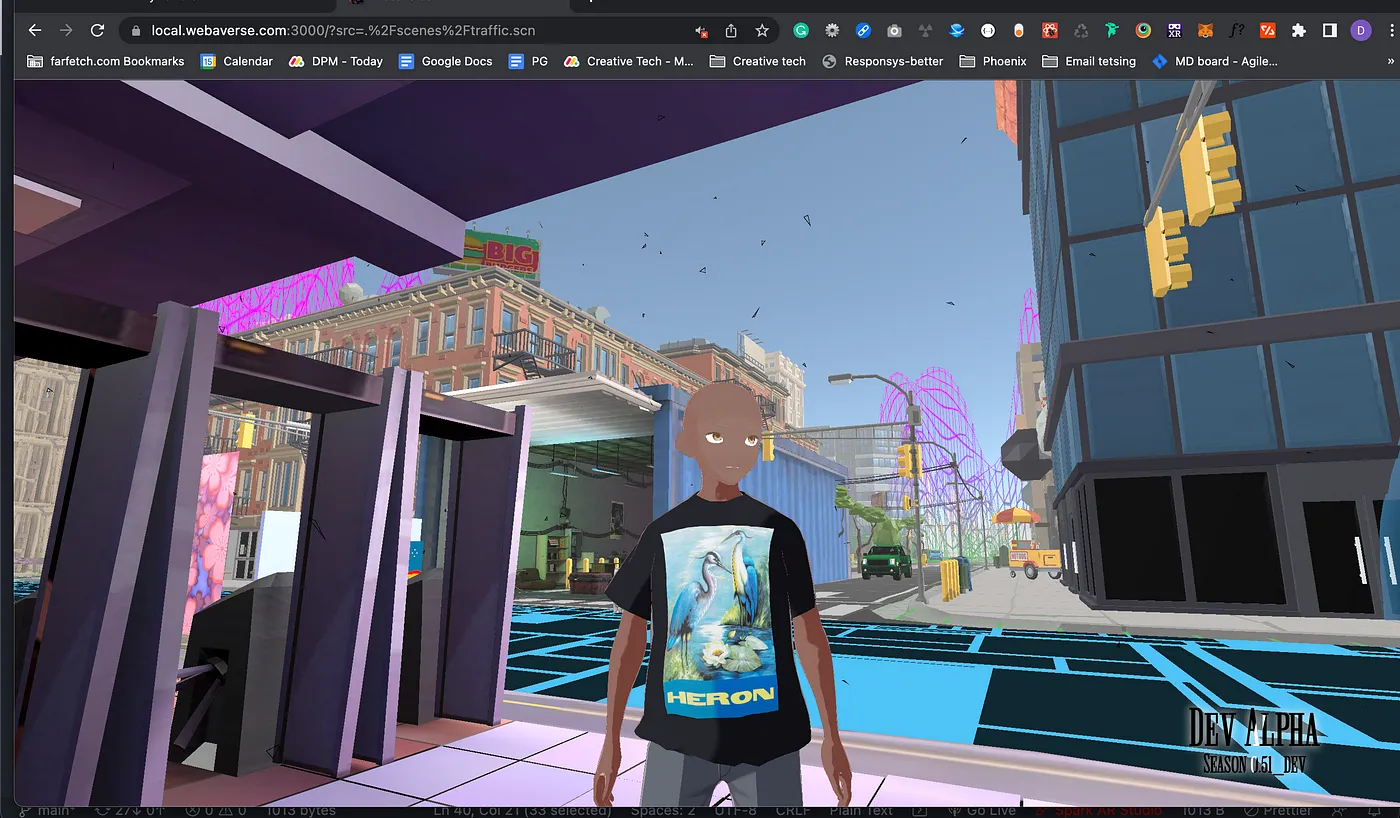 local.webaverse.com:3000/?src=.%2Fscenes%2Ftraffic.scn
XR
f?
D
farfetch.com Bookmarks
15
Calendar
DPM - Today
Google Docs
PG
Creative Tech - M...
Creative tech
Responsys-better
Phoenix
Email tetsing
MD board - Agile...
»
BIG
HOTDOGS
HERON
DEV ALPHA
SEASON 0.51_DEV
main* 27↓ 0↑ 0 0 1013 bytes Ln 40, Col 21 (33 selected) Spaces: 2 UTF-8 CRLF Plain Text Go Live Spark AR Studio 1013 B Prettier